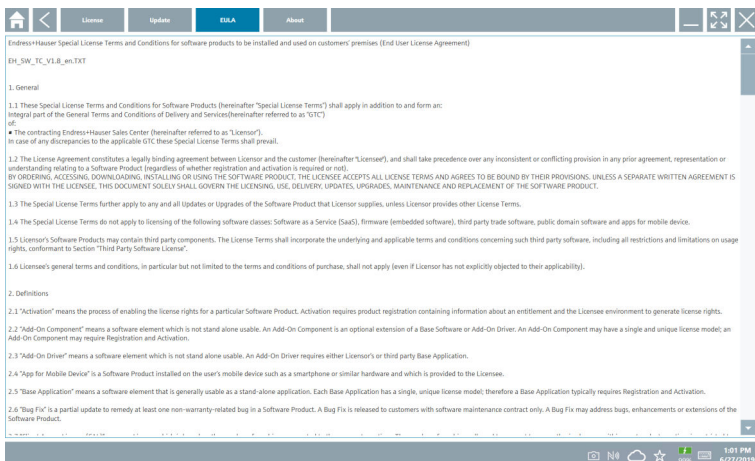 License
Update
EULA
About
Endress+Hauser Special License Terms and Conditions for software products to be installed and used on customers' premises (End User License Agreement)
EH_SW_TC_V1.8_en.TXT
1. General
1.1 These Special License Terms and Conditions for Software Products (hereinafter "Special License Terms") shall apply in addition to and form an:
Integral part of the General Terms and Conditions of Delivery and Services(hereinafter referred to as "GTC")
of:
▪ The contracting Endress+Hauser Sales Center (hereinafter referred to as "Licensor").
In case of any discrepancies to the applicable GTC these Special License Terms shall prevail.
1.2 The License Agreement constitutes a legally binding agreement between Licensor and the customer (hereinafter "Licensee"), and shall take precedence over any inconsistent or conflicting provision in any prior agreement, representation or
understanding relating to a Software Product (regardless of whether registration and activation is required or not).
BY ORDERING, ACCESSING, DOWNLOADING, INSTALLING OR USING THE SOFTWARE PRODUCT, THE LICENSEE ACCEPTS ALL LICENSE TERMS AND AGREES TO BE BOUND BY THEIR PROVISIONS. UNLESS A SEPARATE WRITTEN AGREEMENT IS
SIGNED WITH THE LICENSEE, THIS DOCUMENT SOLELY SHALL GOVERN THE LICENSING, USE, DELIVERY, UPDATES, UPGRADES, MAINTENANCE AND REPLACEMENT OF THE SOFTWARE PRODUCT.
1.3 The Special License Terms further apply to any and all Updates or Upgrades of the Software Product that Licensor supplies, unless Licensor provides other License Terms.
1.4 The Special License Terms do not apply to licensing of the following software classes: Software as a Service (SaaS), firmware (embedded software), third party trade software, public domain software and apps for mobile device.
1.5 Licensor's Software Products may contain third party components. The License Terms shall incorporate the underlying and applicable terms and conditions concerning such third party software, including all restrictions and limitations on usage
rights, conformant to Section "Third Party Software License".
1.6 Licensee's general terms and conditions, in particular but not limited to the terms and conditions of purchase, shall not apply (even if Licensor has not explicitly objected to their applicability).
2. Definitions
2.1 "Activation" means the process of enabling the license rights for a particular Software Product. Activation requires product registration containing information about an entitlement and the Licensee environment to generate license rights.
2.2 "Add-On Component" means a software element which is not stand alone usable. An Add-On Component is an optional extension of a Base Software or Add-On Driver. An Add-On Component may have a single and unique license model; an
Add-On Component may require Registration and Activation.
2.3 "Add-On Driver" means a software element which is not stand alone usable. An Add-On Driver requires either Licensor's or third party Base Application.
2.4 "App for Mobile Device" is a Software Product installed on the user's mobile device such as a smartphone or similar hardware and which is provided to the Licensee.
2.5 "Base Application" means a software element that is generally usable as a stand-alone application. Each Base Application has a single, unique license model; therefore a Base Application typically requires Registration and Activation.
2.6 "Bug Fix" is a partial update to remedy at least one non-warranty-related bug in a Software Product. A Bug Fix is released to customers with software maintenance contract only. A Bug Fix may address bugs, enhancements or extensions of the
Software Product.
1:01 PM
6/27/2019